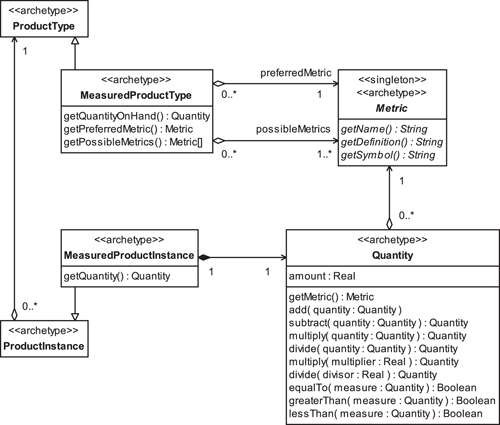 <<archetype>>
ProductType
1
<<archetype>>
MeasuredProductType
getQuantityOnHand() : Quantity
getPreferredMetric() : Metric
getPossibleMetrics() : Metric[]
preferredMetric
0..*
1
possibleMetrics
0..*
1..*
<<singleton>>
<<archetype>>
Metric
getName() : String
getDefinition() : String
getSymbol() : String
1
0..*
<<archetype>>
MeasuredProductInstance
getQuantity() : Quantity
1
1
<<archetype>>
Quantity
amount : Real
getMetric() : Metric
add( quantity : Quantity )
subtract( quantity : Quantity ) : Quantity
multiply( quantity : Quantity ) : Quantity
divide( quantity : Quantity ) : Quantity
multiply( multiplier : Real ) : Quantity
divide( divisor : Real ) : Quantity
equalTo( measure : Quantity ) : Boolean
greaterThan( measure : Quantity ) : Boolean
lessThan( measure : Quantity ) : Boolean
0..*
<<archetype>>
ProductInstance